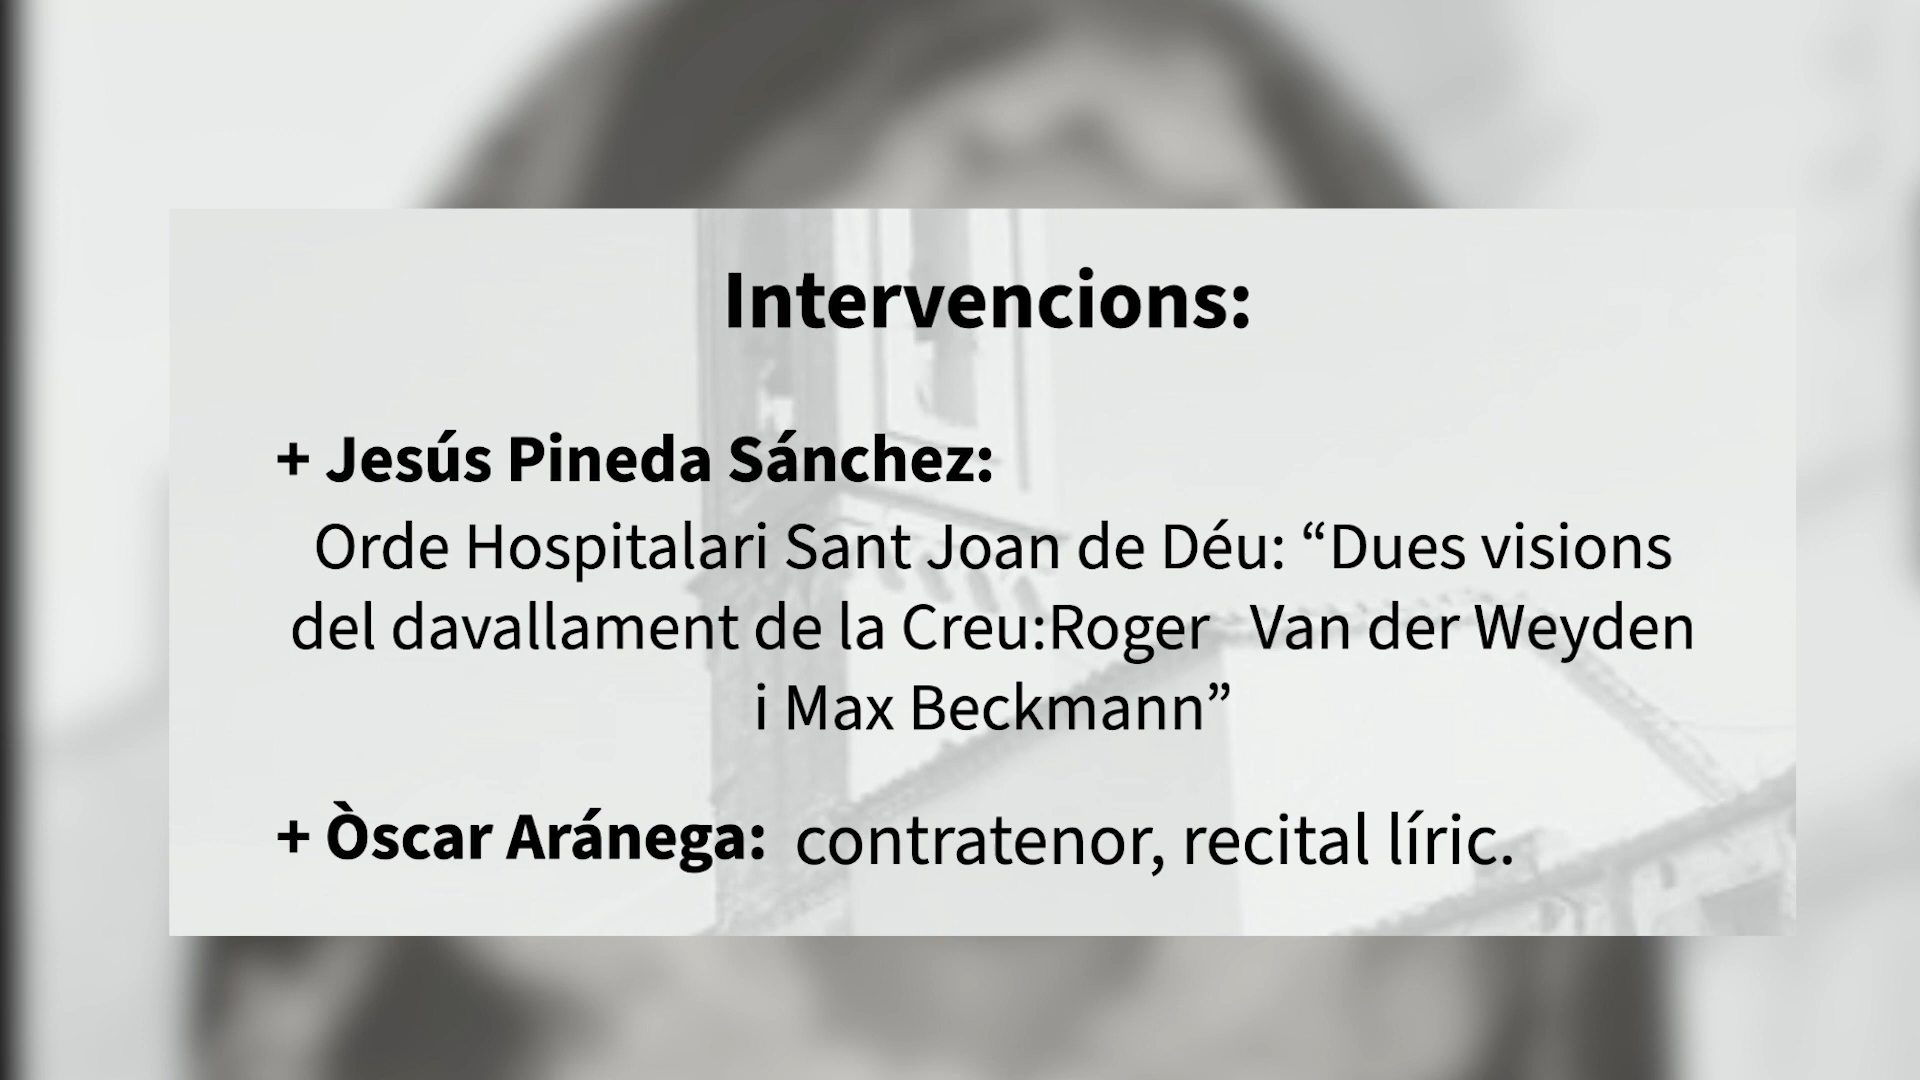 Intervencions:
+ Jesús Pineda Sánchez:
Orde Hospitalari Sant Joan de Déu: “Dues visions
del davallament de la Creu:Roger Van der Weyden
i Max Beckmann”
+ Òscar Aránega: contratenor, recital líric.